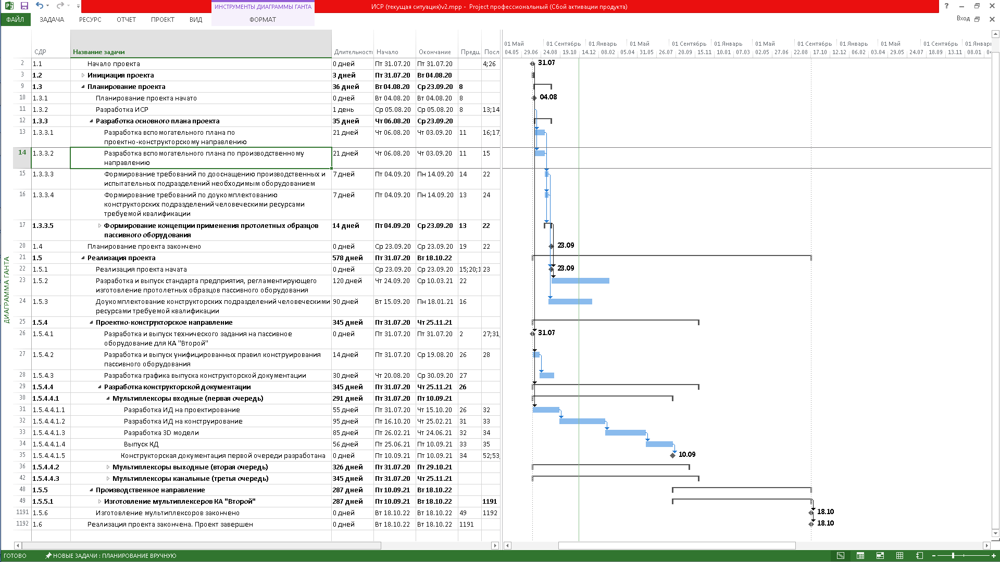 ИНСТРУМЕНТЫ ДИАГРАММЫ ГАНТА
ИСР (текущая ситуация)v2.mpp - Project профессиональный (Сбой активации продукта)
ФАЙЛ ЗАДАЧА РЕСУРС ОТЧЕТ ПРОЕКТ ВИД ФОРМАТ Вход
СДР Название задачи Длительность Начало Окончание Предш Посл
01 Май 01 Сентябрь 01 Январь 01 Май 01 Сентябрь 01 Январь 01 Май 01 Сентябрь 01 Январь 01 Май 01 Сентябрь 01 Январь
04.05 29.06 24.08 19.10 14.12 08.02 05.04 31.05 26.07 20.09 15.11 10.01 07.03 02.05 27.06 22.08 17.10 12.12 06.02 03.04 29.05 24.07 18.09 13.11 08.01
2 1.1 Начало проекта 0 дней Пт 31.07.20 Пт 31.07.20 4;26 31.07
3 1.2 Инициация проекта 3 дней Пт 31.07.20 Вт 04.08.20
9 1.3 Планирование проекта 36 дней Вт 04.08.20 Ср 23.09.20 8
10 1.3.1 Планирование проекта начато 0 дней Вт 04.08.20 Вт 04.08.20 8 04.08
11 1.3.2 Разработка ИСР 1 день Ср 05.08.20 Ср 05.08.20 8 13;14
12 1.3.3 Разработка основного плана проекта 35 дней Чт 06.08.20 Ср 23.09.20
13 1.3.3.1 Разработка вспомогательного плана по 21 дней Чт 06.08.20 Чт 03.09.20 11 16;17
проектно-конструкторскому направлению
14 1.3.3.2 Разработка вспомогательного плана по производственному 21 дней Чт 06.08.20 Чт 03.09.20 11 15
направлению
15 1.3.3.3 Формирование требований по дооснащению производственных и 7 дней Пт 04.09.20 Пн 14.09.20 14 22
испытательных подразделений необходимым оборудованием
16 1.3.3.4 Формирование требований по доукомплектованию 7 дней Пт 04.09.20 Пн 14.09.20 13 24
конструкторских подразделений человеческими ресурсами
требуемой квалификации
17 1.3.3.5 Формирование концепции применения протолетных образцов 14 дней Пт 04.09.20 Ср 23.09.20 13 22
пассивного оборудования
20 1.4 Планирование проекта закончено 0 дней Ср 23.09.20 Ср 23.09.20 19 22 23.09
21 1.5 Реализация проекта 578 дней Пт 31.07.20 Вт 18.10.22
22 1.5.1 Реализация проекта начата 0 дней Ср 23.09.20 Ср 23.09.20 15;20;1 23 23.09
23 1.5.2 Разработка и выпуск стандарта предприятия, регламентирующего 120 дней Чт 24.09.20 Ср 10.03.21 22
изготовление протолетных образцов пассивного оборудования
24 1.5.3 Доукомплектование конструкторских подразделений человеческими 90 дней Вт 15.09.20 Пн 18.01.21 16
ресурсами требуемой квалификации
25 1.5.4 Проектно-конструкторское направление 345 дней Пт 31.07.20 Чт 25.11.21
26 1.5.4.1 Разработка и выпуск технического задания на пассивное 0 дней Пт 31.07.20 Пт 31.07.20 2 27;31 31.07
оборудование для КА "Второй"
27 1.5.4.2 Разработка и выпуск унифицированных правил конструирования 14 дней Пт 31.07.20 Ср 19.08.20 26 28
пассивного оборудования
28 1.5.4.3 Разработка графика выпуска конструкторской документации 30 дней Чт 20.08.20 Ср 30.09.20 27
29 1.5.4.4 Разработка конструкторской документации 345 дней Пт 31.07.20 Чт 25.11.21 26
30 1.5.4.4.1 Мультиплексоры входные (первая очередь) 291 дней Пт 31.07.20 Пт 10.09.21
31 1.5.4.4.1.1 Разработка ИД на проектирование 55 дней Пт 31.07.20 Чт 15.10.20 26 32
32 1.5.4.4.1.2 Разработка ИД на конструирование 95 дней Пт 16.10.20 Чт 25.02.21 31 33
33 1.5.4.4.1.3 Разработка 3D модели 85 дней Пт 26.02.21 Чт 24.06.21 32 34
34 1.5.4.4.1.4 Выпуск КД 56 дней Пт 25.06.21 Пт 10.09.21 33 35
35 1.5.4.4.1.5 Конструкторская документация первой очереди разработана 0 дней Пт 10.09.21 Пт 10.09.21 34 52;53 10.09
36 1.5.4.4.2 Мультиплексоры выходные (вторая очередь) 326 дней Пт 31.07.20 Пт 29.10.21
42 1.5.4.4.3 Мультиплексоры канальные (третья очередь) 345 дней Пт 31.07.20 Чт 25.11.21
48 1.5.5 Производственное направление 287 дней Пт 10.09.21 Вт 18.10.22
49 1.5.5.1 Изготовление мультиплексеров КА "Второй" 287 дней Пт 10.09.21 Вт 18.10.22 1191
1191 1.5.6 Изготовление мультиплексоров закончено 0 дней Вт 18.10.22 Вт 18.10.22 49 1192 18.10
1192 1.6 Реализация проекта закончена. Проект завершен 0 дней Вт 18.10.22 Вт 18.10.22 1191 18.10
ДИАГРАММА ГАНТА
ГОТОВО НОВЫЕ ЗАДАЧИ : ПЛАНИРОВАНИЕ ВРУЧНУЮ